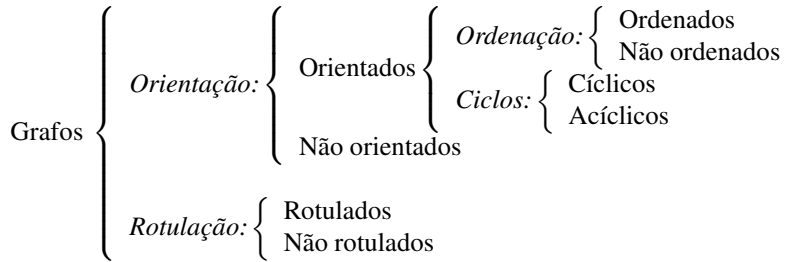 Grafos
Orientação:
Orientados
Ordenação:
Ordenados
Não ordenados
Ciclos:
Cíclicos
Acíclicos
Não orientados
Rotulação:
Rotulados
Não rotulados